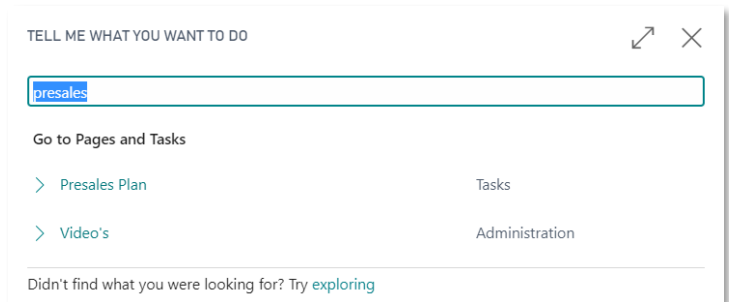 TELL ME WHAT YOU WANT TO DO
presales
Go to Pages and Tasks
Presales Plan Tasks
Video's Administration
Didn't find what you were looking for? Try exploring